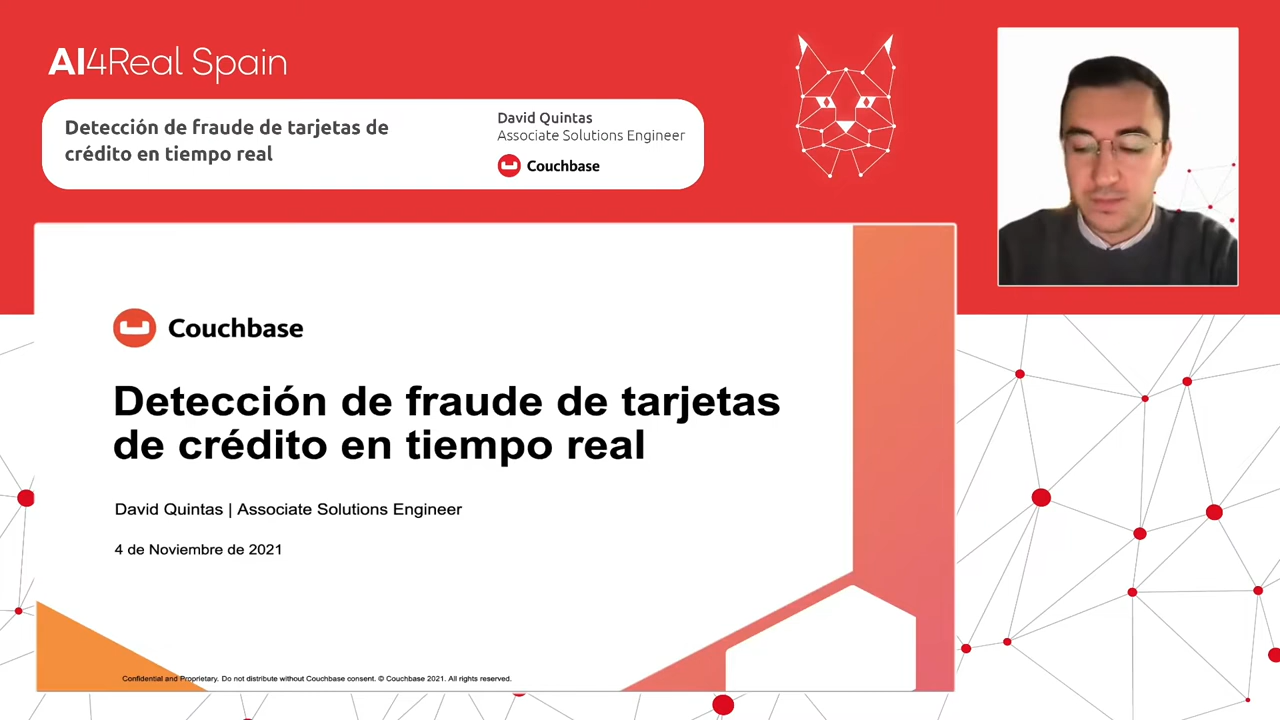 AI4Real Spain
Detección de fraude de tarjetas de
crédito en tiempo real
David Quintas
Associate Solutions Engineer
Couchbase
Couchbase
Detección de fraude de tarjetas
de crédito en tiempo real
David Quintas | Associate Solutions Engineer
4 de Noviembre de 2021
Confidential and Proprietary. Do not distribute without Couchbase consent. © Couchbase 2021. All rights reserved.